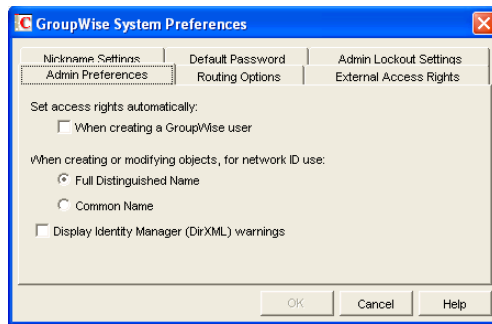 GroupWise System Preferences
Nickname Settings Default Password Admin Lockout Settings
Admin Preferences Routing Options External Access Rights
Set access rights automatically:
When creating a GroupWise user
When creating or modifying objects, for network ID use:
Full Distinguished Name
Common Name
Display Identity Manager (DirXML) warnings
OK Cancel Help